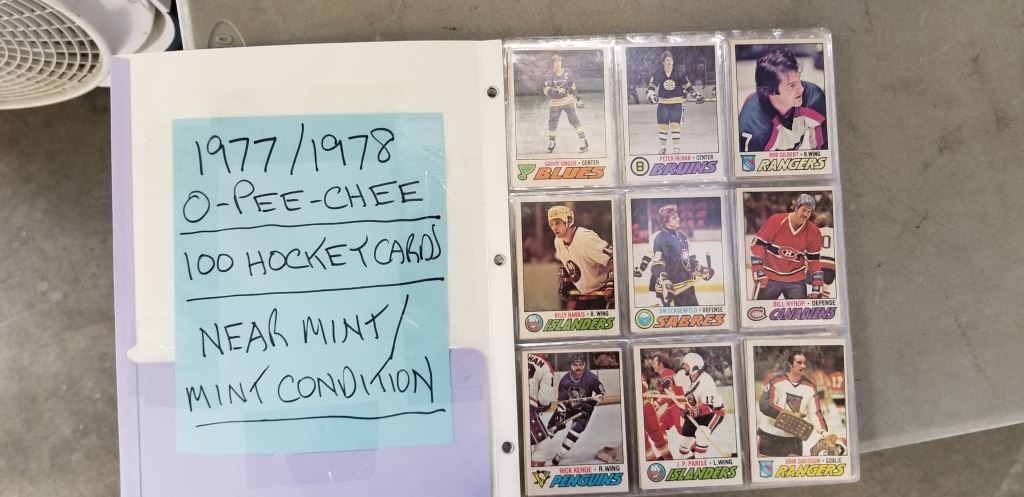 1977/1978
O-PEE-CHEE
100 HOCKEY CARDS
NEAR MINT/
MINT CONDITION
GARRY UNGER • CENTER
BLUES
PETER McNAB • CENTER
B
BRUINS
7
ROD GILBERT • R. WING
RANGERS
BILLY HARRIS • R. WING
ISLANDERS
JIM SCHOENFELD • DEFENSE
SABRES
BILL NYROP • DEFENSE
CANADIENS
RICK KEHOE • R. WING
PENGUINS
12
J. P. PARISE • L. WING
ISLANDERS
JOHN DAVIDSON • GOALIE
RANGERS